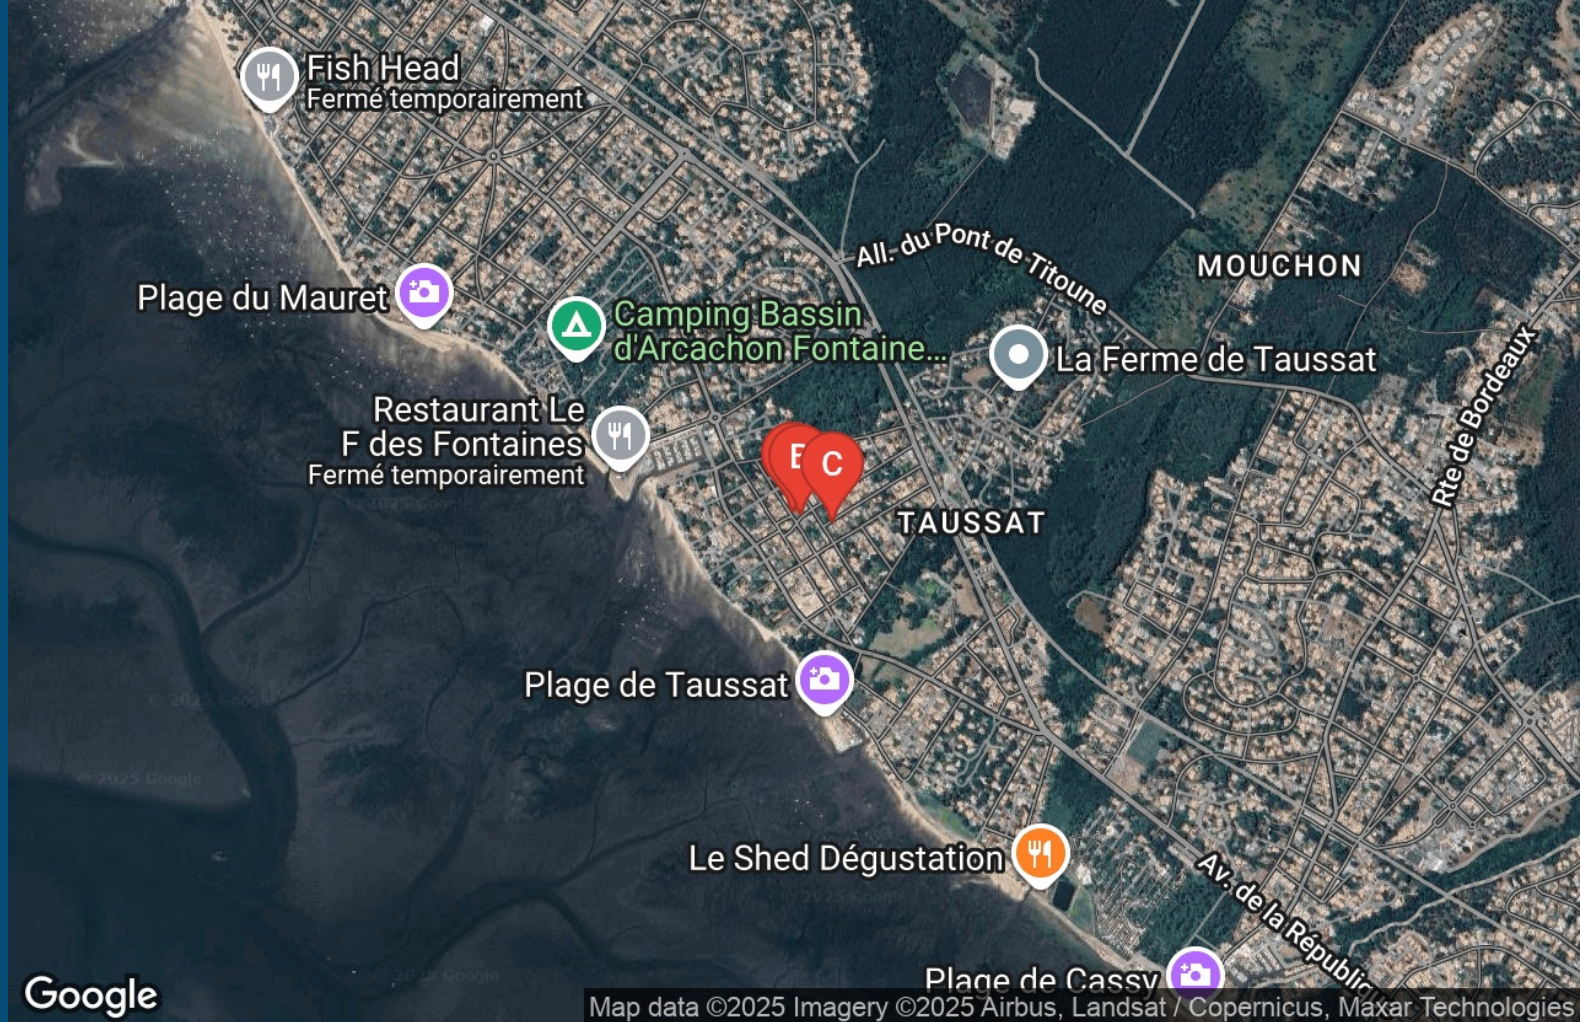 Fish Head
Fermé temporairement
All. du Pont de Titoune
MOUCHON
Plage du Mauret
Camping Bassin
d'Arcachon Fontaine...
La Ferme de Taussat
Rte de Bordeaux
Restaurant Le
F des Fontaines
Fermé temporairement
C
TAUSSAT
Plage de Taussat
© 2025 Google
Le Shed Dégustation
Av. de la Républiq
Plage de Cassy
Google
Map data ©2025 Imagery ©2025 Airbus, Landsat / Copernicus, Maxar Technologies